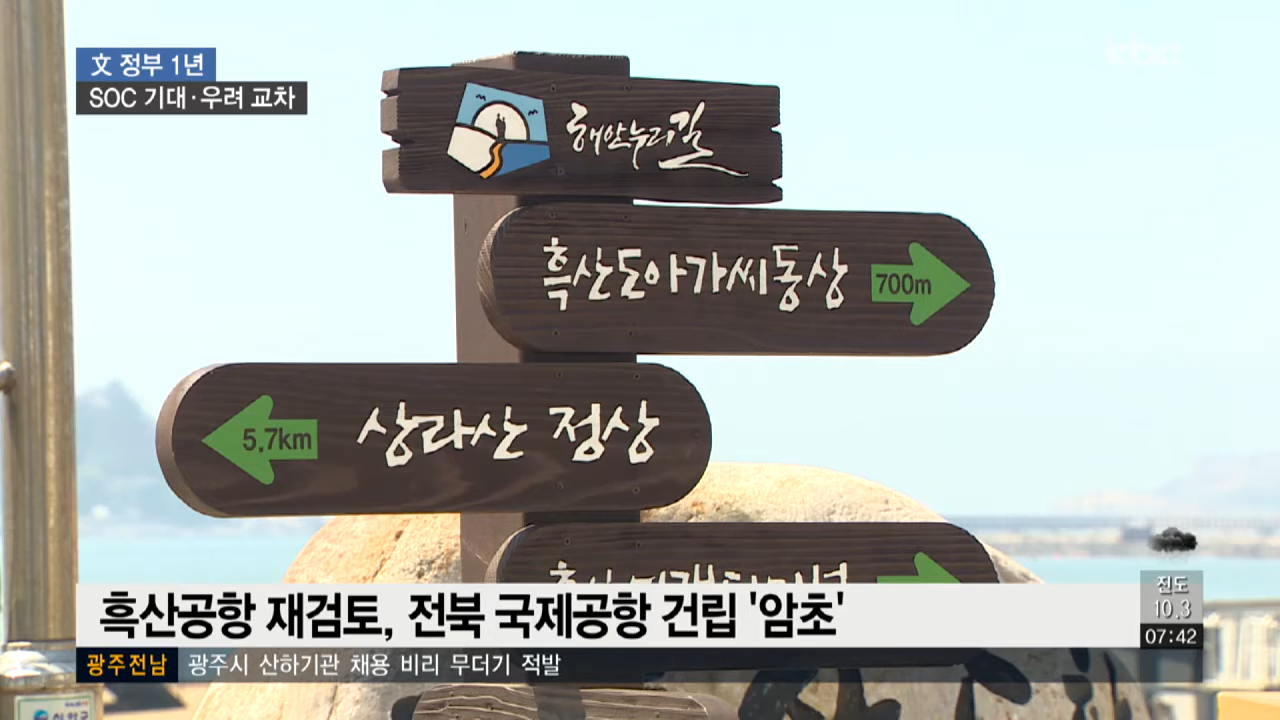 文 정부 1년
SOC 기대·우려 교차
kbc
해안누리길
흑산도아가씨동상 700m
5.7km 상라산 정상
흑산공항 재검토, 전북 국제공항 건립 '암초'
진도
10.3
07:42
광주전남 광주시 산하기관 채용 비리 무더기 적발